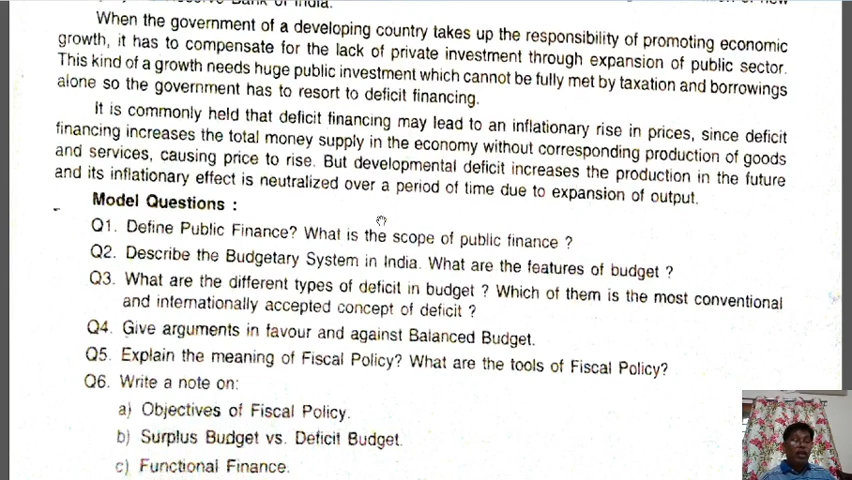 Bank of India.
When the government of a developing country takes up the responsibility of promoting economic
growth, it has to compensate for the lack of private investment through expansion of public sector.
This kind of a growth needs huge public investment which cannot be fully met by taxation and borrowings
alone so the government has to resort to deficit financing.
It is commonly held that deficit financing may lead to an inflationary rise in prices, since deficit
financing increases the total money supply in the economy without corresponding production of goods
and services, causing price to rise. But developmental deficit increases the production in the future
and its inflationary effect is neutralized over a period of time due to expansion of output.
Model Questions :
Q1. Define Public Finance? What is the scope of public finance ?
Q2. Describe the Budgetary System in India. What are the features of budget ?
Q3. What are the different types of deficit in budget ? Which of them is the most conventional
and internationally accepted concept of deficit ?
Q4. Give arguments in favour and against Balanced Budget.
Q5. Explain the meaning of Fiscal Policy? What are the tools of Fiscal Policy?
Q6. Write a note on:
a) Objectives of Fiscal Policy.
b) Surplus Budget vs. Deficit Budget.
c) Functional Finance.